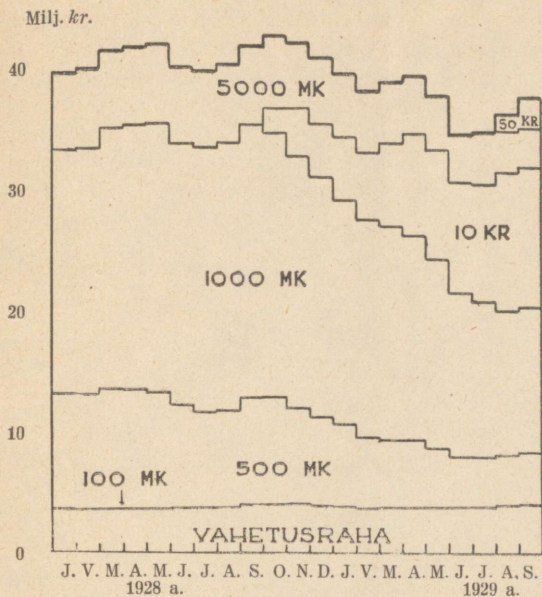 Milj. kr.
40
5000 MK
50 KR
30
10 KR
1000 MK
20
10
100 MK
500 MK
VAHETUSRAHA
0
J. V. M. A. M. J. J. A. S. O. N. D. J. V. M. A. M. J. J. A. S.
1928 a.
1929 a.